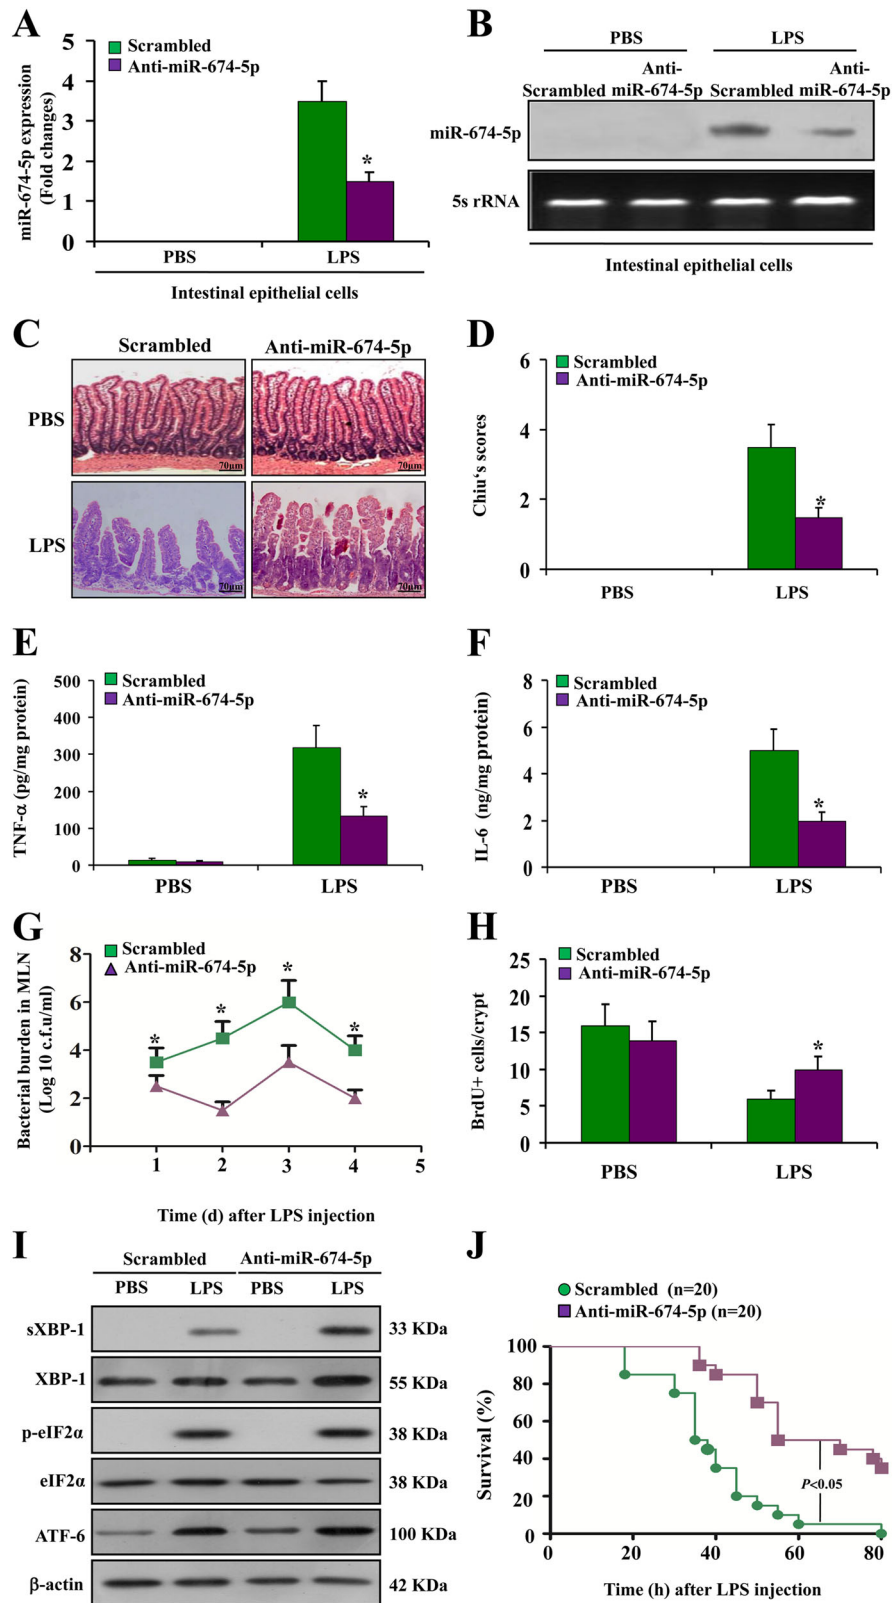 A
Scrambled
Anti-miR-674-5p
miR-674-5p expression
(Fold changes)
5
4
3
2
1
0
*
PBS LPS
Intestinal epithelial cells
B
PBS LPS
Anti- Anti-
Scrambled miR-674-5p Scrambled miR-674-5p
miR-674-5p
5s rRNA
Intestinal epithelial cells
C
Scrambled Anti-miR-674-5p
PBS
70μm 70μm
LPS
70μm 70μm
D
Scrambled
Anti-miR-674-5p
Chiu‘s scores
6
4
2
0
*
PBS LPS
E
Scrambled
Anti-miR-674-5p
TNF-α (pg/mg protein)
500
400
300
200
100
0
*
PBS LPS
F
Scrambled
Anti-miR-674-5p
IL-6 (ng/mg protein)
8
6
4
2
0
*
PBS LPS
G
Scrambled
Anti-miR-674-5p
Bacterial burden in MLN
(Log 10 c.f.u/ml)
8
6
4
2
0
* * * *
1 2 3 4 5
Time (d) after LPS injection
H
Scrambled
Anti-miR-674-5p
BrdU+ cells/crypt
25
20
15
10
5
0
*
PBS LPS
I
Scrambled Anti-miR-674-5p
PBS LPS PBS LPS
sXBP-1 33 KDa
XBP-1 55 KDa
p-eIF2α 38 KDa
eIF2α 38 KDa
ATF-6 100 KDa
β-actin 42 KDa
J
Scrambled (n=20)
Anti-miR-674-5p (n=20)
Survival (%)
100
80
60
40
20
0
P<0.05
0 20 40 60 80
Time (h) after LPS injection